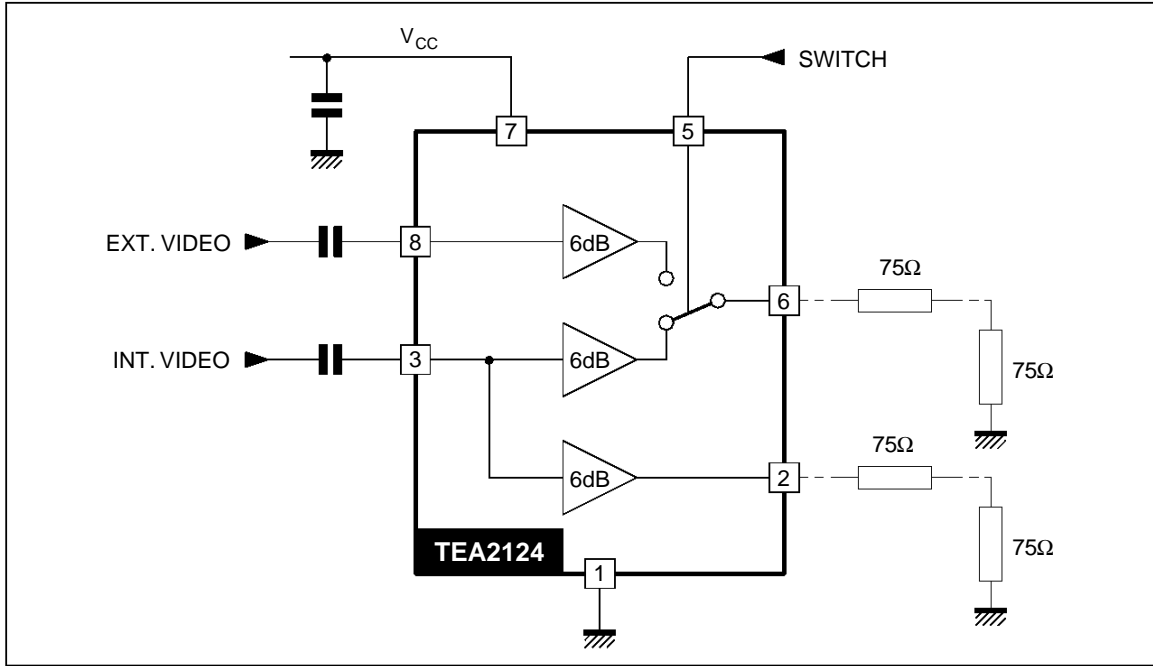 V_CC
SWITCH
7
5
EXT. VIDEO
8
6dB
75Ω
6
INT. VIDEO
3
6dB
75Ω
75Ω
6dB
2
TEA2124
75Ω
1